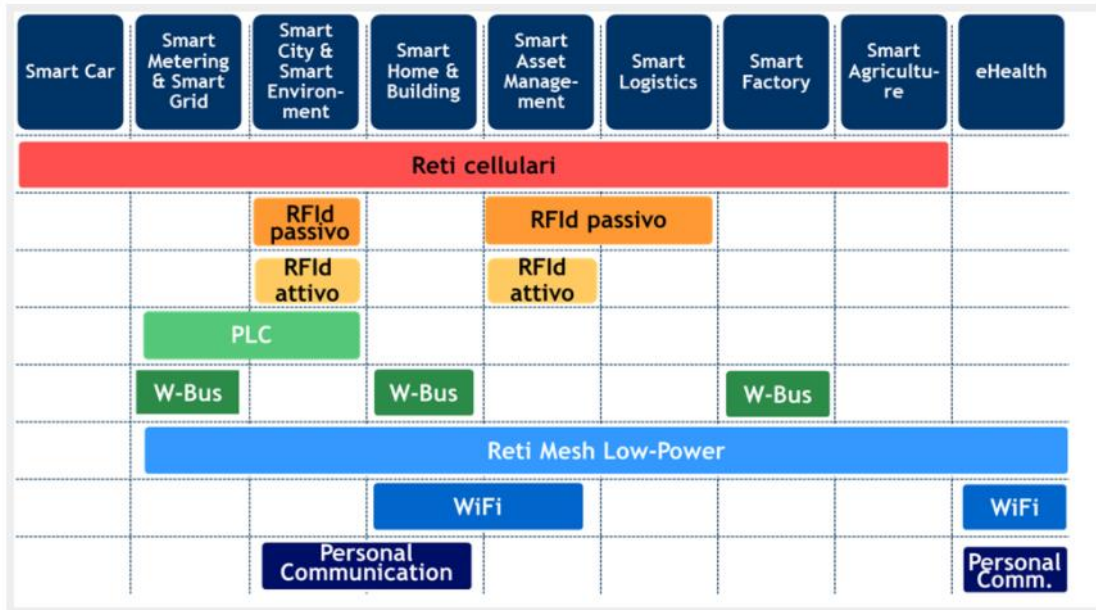 Smart Car
Smart
Metering
& Smart
Grid
Smart
City &
Smart
Environ-
ment
Smart
Home &
Building
Smart
Asset
Manage-
ment
Smart
Logistics
Smart
Factory
Smart
Agricultu-
re
eHealth
Reti cellulari
RFId
passivo
RFId passivo
RFId
attivo
RFId
attivo
PLC
W-Bus
W-Bus
W-Bus
Reti Mesh Low-Power
WiFi
WiFi
Personal
Communication
Personal
Comm.